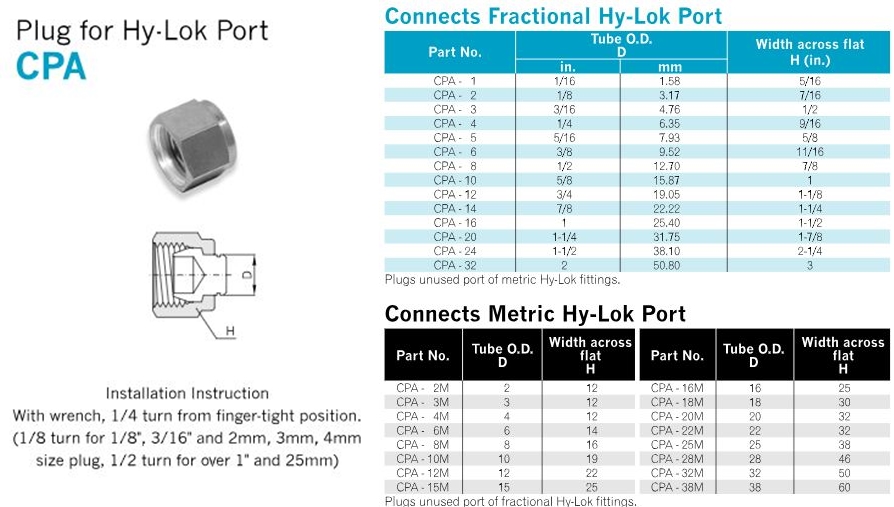 Plug for Hy-Lok Port
CPA
D
H
Installation Instruction
With wrench, 1/4 turn from finger-tight position.
(1/8 turn for 1/8", 3/16" and 2mm, 3mm, 4mm
size plug, 1/2 turn for over 1" and 25mm)
Connects Fractional Hy-Lok Port
Part No. Tube O.D. D Width across flat H (in.)
in. mm
CPA - 1 1/16 1.58 5/16
CPA - 2 1/8 3.17 7/16
CPA - 3 3/16 4.76 1/2
CPA - 4 1/4 6.35 9/16
CPA - 5 5/16 7.93 5/8
CPA - 6 3/8 9.52 11/16
CPA - 8 1/2 12.70 7/8
CPA - 10 5/8 15.87 1
CPA - 12 3/4 19.05 1-1/8
CPA - 14 7/8 22.22 1-1/4
CPA - 16 1 25.40 1-1/2
CPA - 20 1-1/4 31.75 1-7/8
CPA - 24 1-1/2 38.10 2-1/4
CPA - 32 2 50.80 3
Plugs unused port of metric Hy-Lok fittings.
Connects Metric Hy-Lok Port
Part No. Tube O.D. D Width across flat H Part No. Tube O.D. D Width across flat H
CPA - 2M 2 12 CPA - 16M 16 25
CPA - 3M 3 12 CPA - 18M 18 30
CPA - 4M 4 12 CPA - 20M 20 32
CPA - 6M 6 14 CPA - 22M 22 32
CPA - 8M 8 16 CPA - 25M 25 38
CPA - 10M 10 19 CPA - 28M 28 46
CPA - 12M 12 22 CPA - 32M 32 50
CPA - 15M 15 25 CPA - 38M 38 60
Plugs unused port of fractional Hy-Lok fittings.